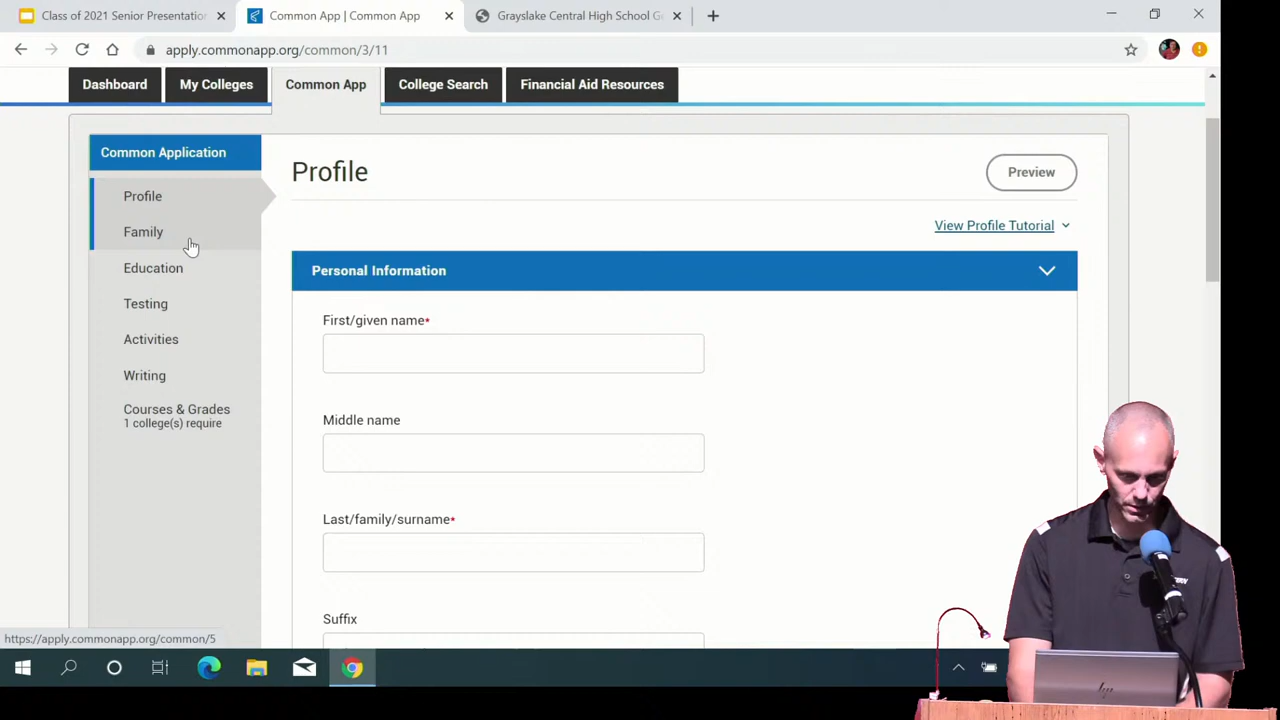 Class of 2021 Senior Presentation
Common App | Common App
Grayslake Central High School G
apply.commonapp.org/common/3/11
Dashboard
My Colleges
Common App
College Search
Financial Aid Resources
Common Application
Profile
Family
Education
Testing
Activities
Writing
Courses & Grades
1 college(s) require
Profile
Preview
View Profile Tutorial
Personal Information
First/given name*
Middle name
Last/family/surname*
Suffix
https://apply.commonapp.org/common/5
hp